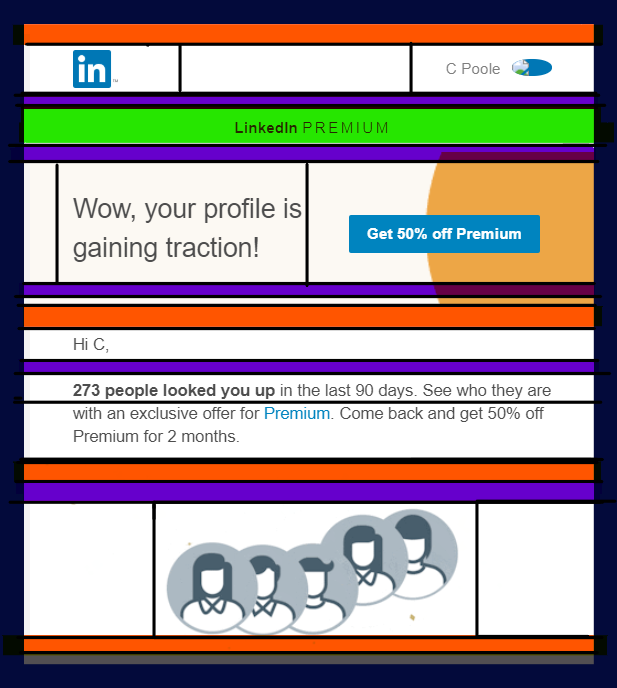 in™
C Poole
LinkedIn PREMIUM
Wow, your profile is
gaining traction!
Get 50% off Premium
Hi C,
273 people looked you up in the last 90 days. See who they are
with an exclusive offer for Premium. Come back and get 50% off
Premium for 2 months.